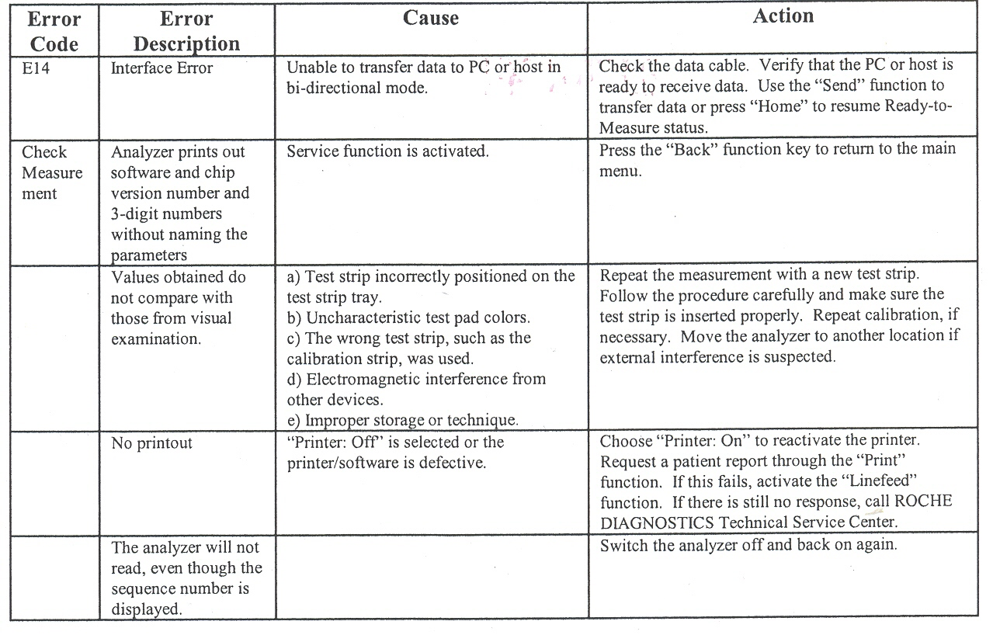 Error Code
Error Description
Cause
Action
E14
Interface Error
Unable to transfer data to PC or host in
bi-directional mode.
Check the data cable.  Verify that the PC or host is
ready to receive data.  Use the “Send” function to
transfer data or press “Home” to resume Ready-to-
Measure status.
Check
Measure
ment
Analyzer prints out
software and chip
version number and
3-digit numbers
without naming the
parameters
Service function is activated.
Press the “Back” function key to return to the main
menu.
Values obtained do
not compare with
those from visual
examination.
a) Test strip incorrectly positioned on the
test strip tray.
b) Uncharacteristic test pad colors.
c) The wrong test strip, such as the
calibration strip, was used.
d) Electromagnetic interference from
other devices.
e) Improper storage or technique.
Repeat the measurement with a new test strip.
Follow the procedure carefully and make sure the
test strip is inserted properly.  Repeat calibration, if
necessary.  Move the analyzer to another location if
external interference is suspected.
No printout
“Printer: Off” is selected or the
printer/software is defective.
Choose “Printer: On” to reactivate the printer.
Request a patient report through the “Print”
function.  If this fails, activate the “Linefeed”
function.  If there is still no response, call ROCHE
DIAGNOSTICS Technical Service Center.
The analyzer will not
read, even though the
sequence number is
displayed.
Switch the analyzer off and back on again.